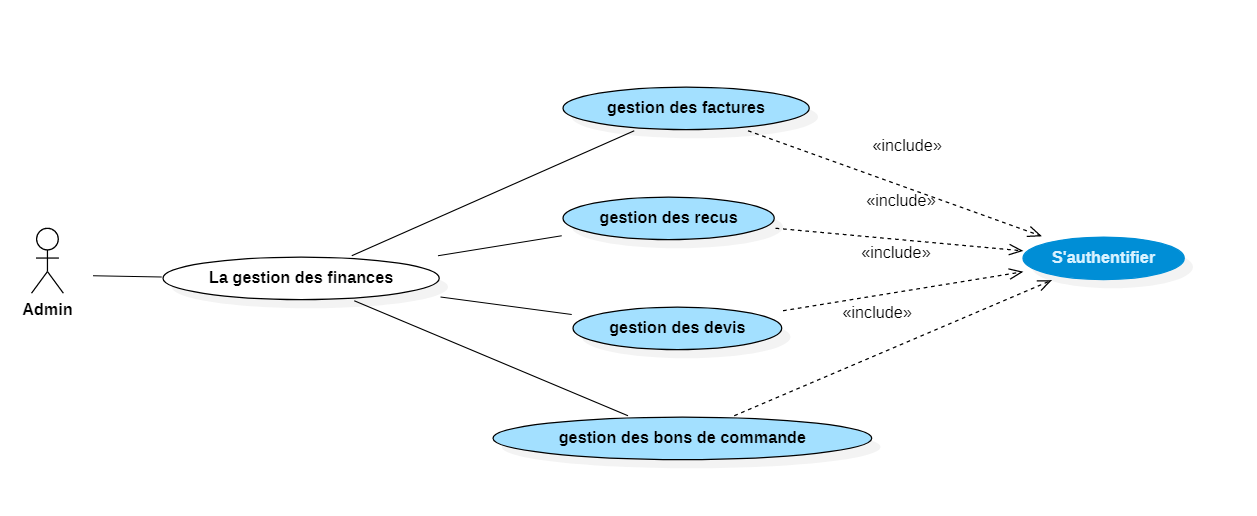 gestion des factures
«include»
«include»
gestion des recus
«include»
S'authentifier
La gestion des finances
Admin
«include»
gestion des devis
gestion des bons de commande